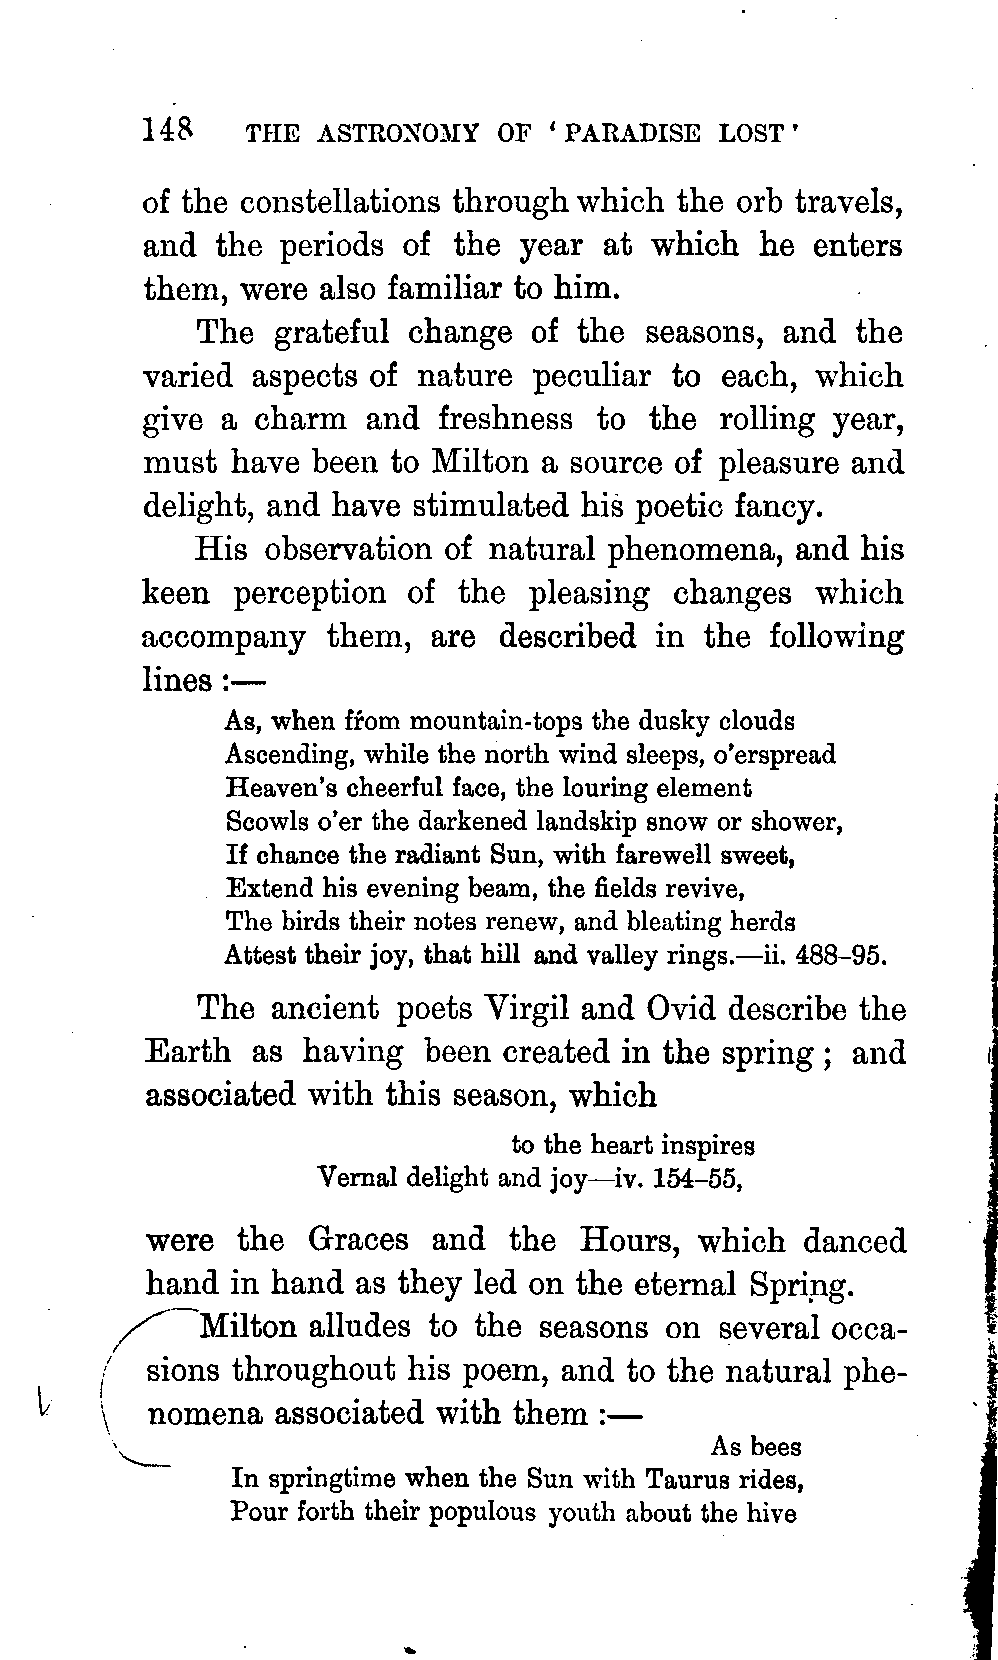 148 THE ASTRONOMY OF ‘PARADISE LOST’
of the constellations through which the orb travels,
and the periods of the year at which he enters
them, were also familiar to him.
The grateful change of the seasons, and the
varied aspects of nature peculiar to each, which
give a charm and freshness to the rolling year,
must have been to Milton a source of pleasure and
delight, and have stimulated his poetic fancy.
His observation of natural phenomena, and his
keen perception of the pleasing changes which
accompany them, are described in the following
lines :—
As, when from mountain-tops the dusky clouds
Ascending, while the north wind sleeps, o’erspread
Heaven’s cheerful face, the louring element
Scowls o’er the darkened landskip snow or shower,
If chance the radiant Sun, with farewell sweet,
Extend his evening beam, the fields revive,
The birds their notes renew, and bleating herds
Attest their joy, that hill and valley rings.—ii. 488–95.
The ancient poets Virgil and Ovid describe the
Earth as having been created in the spring ; and
associated with this season, which
to the heart inspires
Vernal delight and joy—iv. 154–55,
were the Graces and the Hours, which danced
hand in hand as they led on the eternal Spring.
Milton alludes to the seasons on several occa-
sions throughout his poem, and to the natural phe-
nomena associated with them :—
As bees
In springtime when the Sun with Taurus rides,
Pour forth their populous youth about the hive